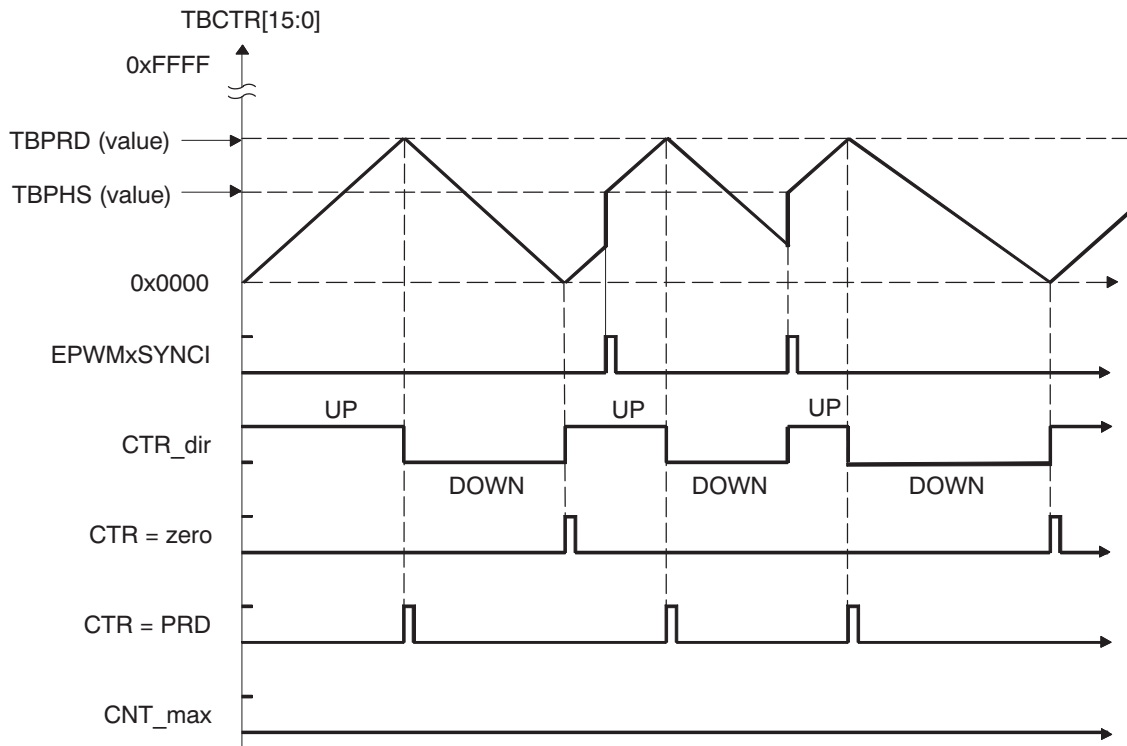 TBCTR[15:0]
0xFFFF
TBPRD (value)
TBPHS (value)
0x0000
EPWMxSYNCI
UP
UP
UP
CTR_dir
DOWN
DOWN
DOWN
CTR = zero
CTR = PRD
CNT_max